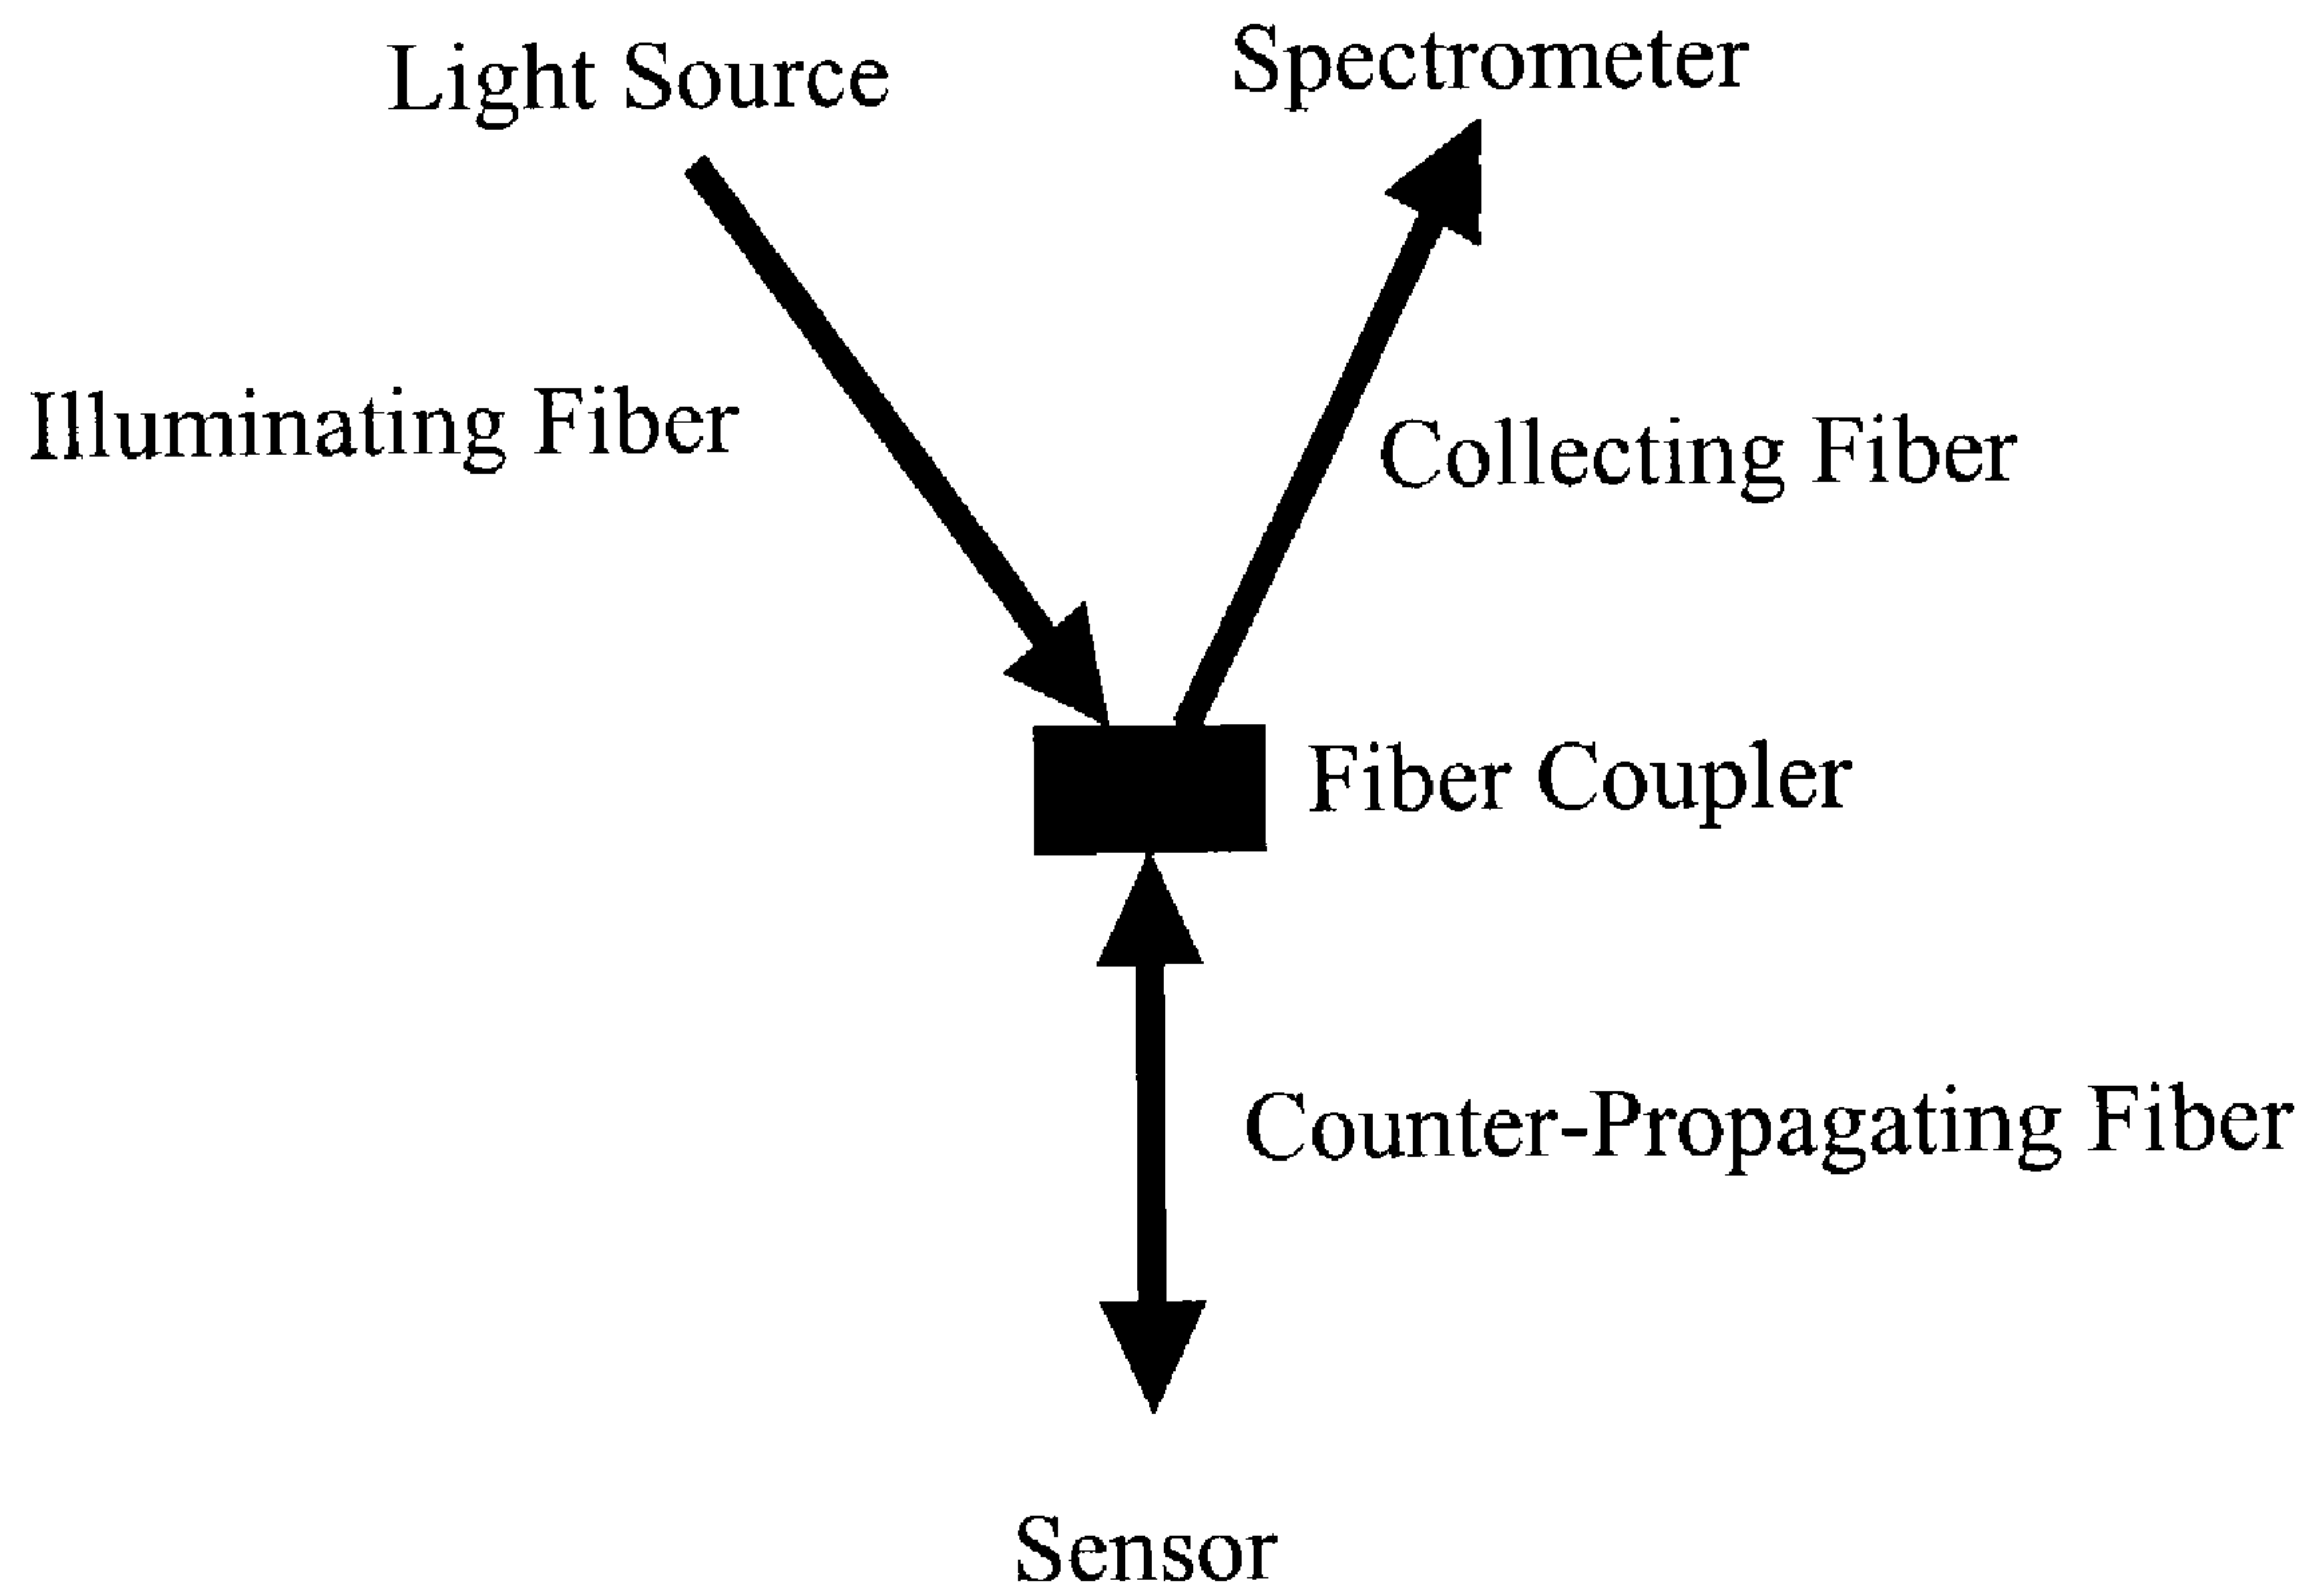 Light Source
Spectrometer
Illuminating Fiber
Collecting Fiber
Fiber Coupler
Counter-Propagating Fiber
Sensor